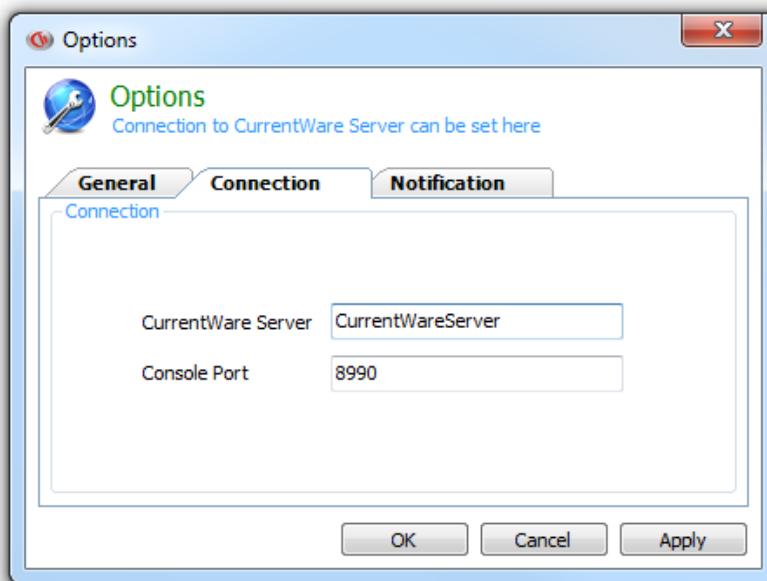 Options
Options
Connection to CurrentWare Server can be set here
General Connection Notification
Connection
CurrentWare Server CurrentWareServer
Console Port 8990
OK Cancel Apply